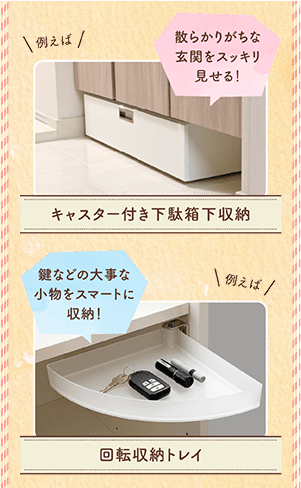 例えば
散らかりがちな
玄関をスッキリ
見せる!
キャスター付き下駄箱下収納
鍵などの大事な
小物をスマートに
収納!
例えば
回転収納トレイ